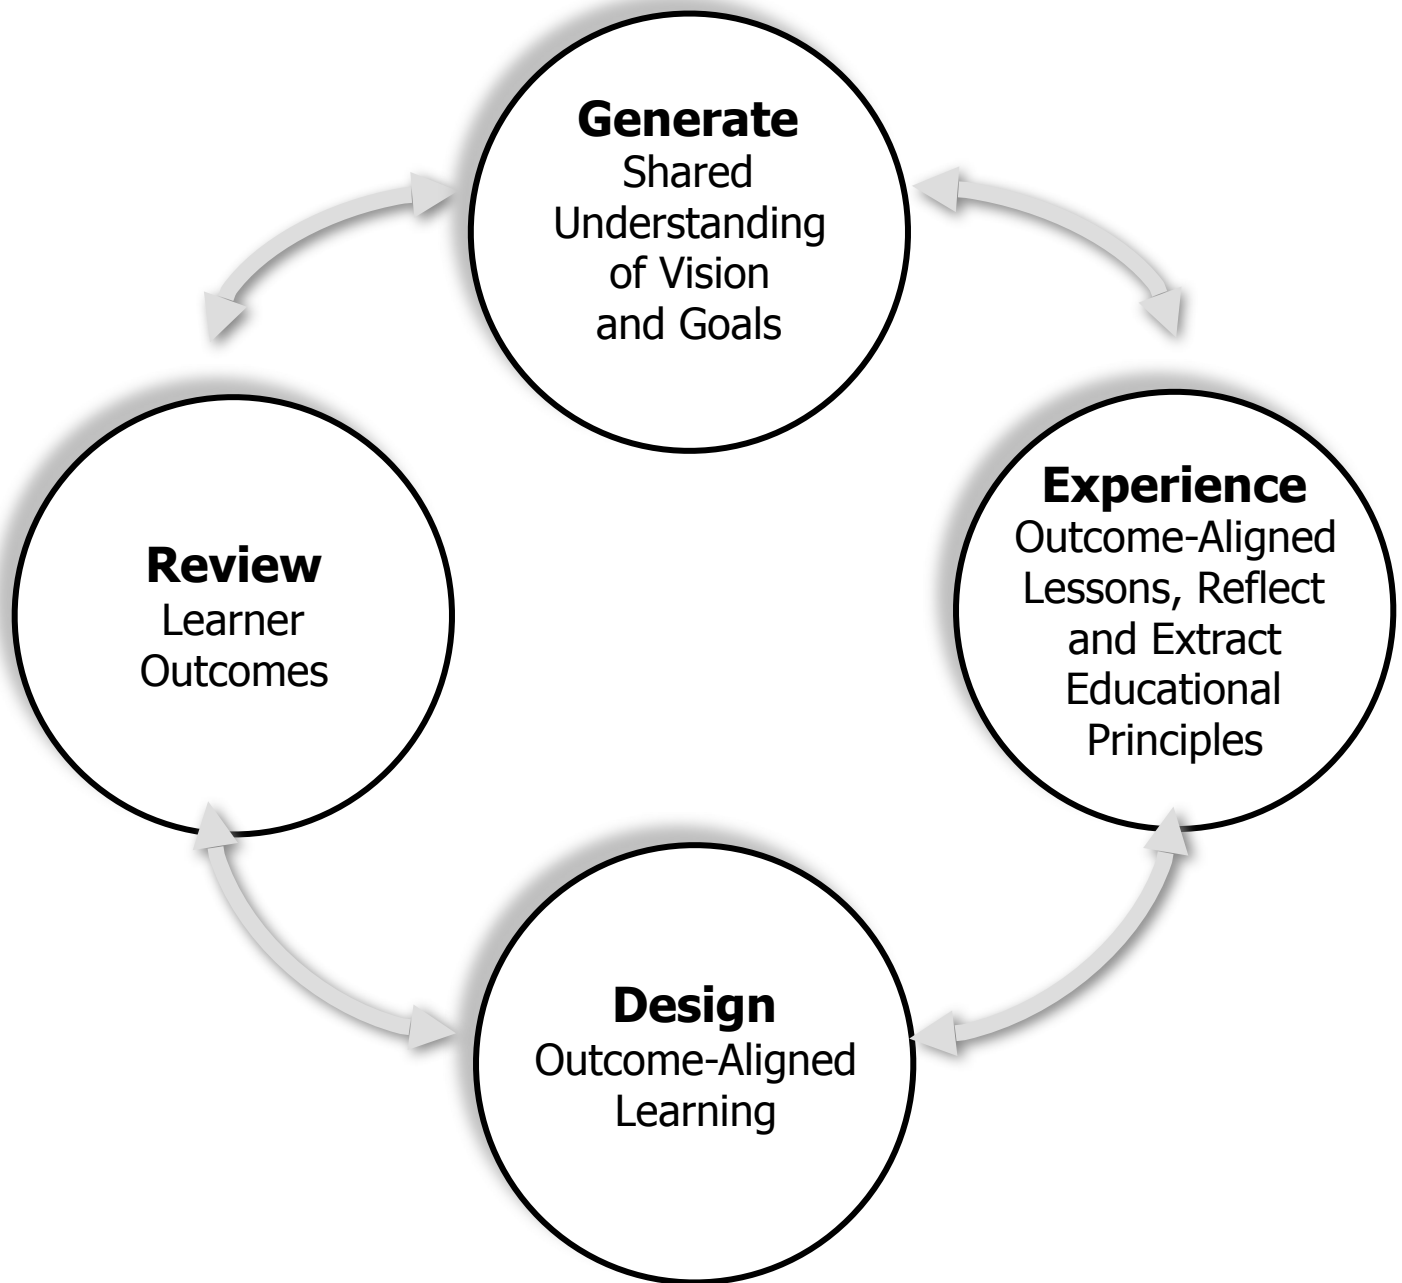 Generate
Shared
Understanding
of Vision
and Goals
Experience
Outcome-Aligned
Lessons, Reflect
and Extract
Educational
Principles
Design
Outcome-Aligned
Learning
Review
Learner
Outcomes